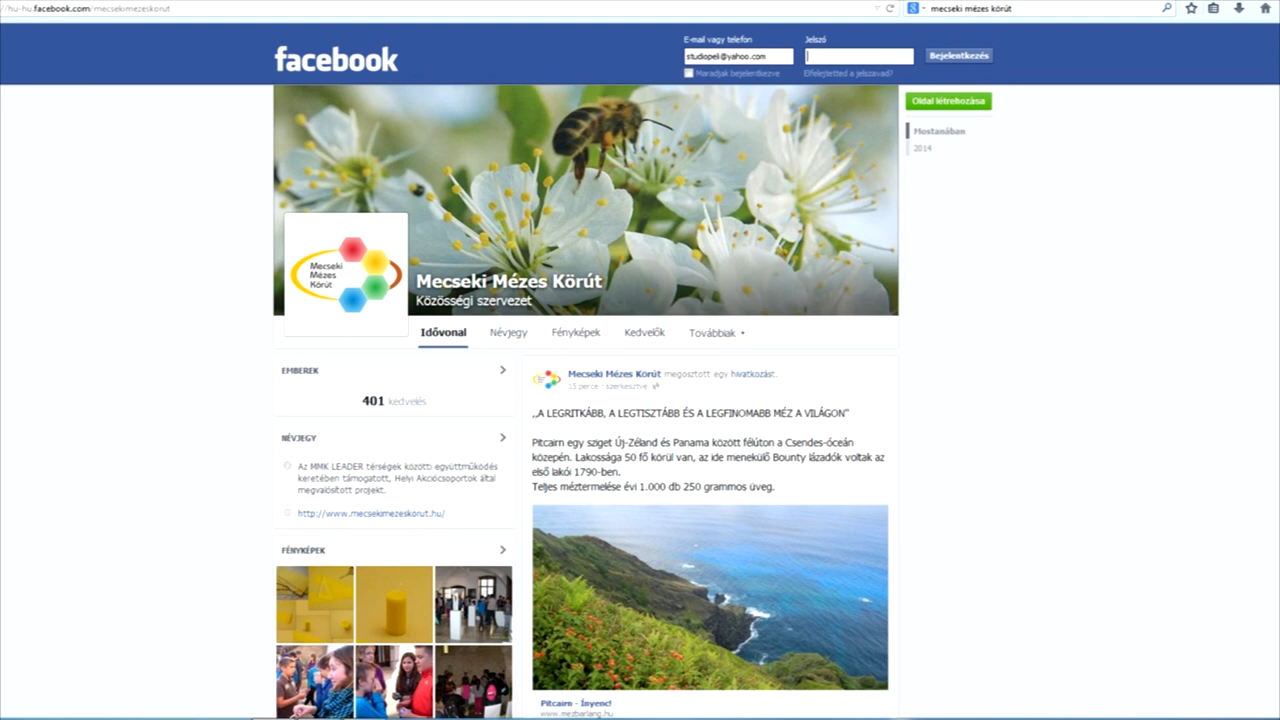 //hu-hu.facebook.com/mecsekimezeskorut
mecseki mézes körút
facebook
E-mail vagy telefon
Jelszó
studiopeli@yahoo.com
Bejelentkezés
Maradjak bejelentkezve
Elfelejtetted a jelszavad?
Oldal létrehozása
Mostanában
2014
Mecseki
Mézes
Körút
Mecseki Mézes Körút
Közösségi szervezet
Idővonal
Névjegy
Fényképek
Kedvelők
Továbbiak
EMBEREK
401 kedvelés
NÉVJEGY
Az MMK LEADER térségek közötti együttműködés
keretében támogatott, Helyi Akciócsoportok által
megvalósított projekt.
http://www.mecsekimezeskorut.hu/
FÉNYKÉPEK
Mecseki Mézes Körút megosztott egy hivatkozást.
15 perce · szerkesztve
,,A LEGRITKÁBB, A LEGTISZTÁBB ÉS A LEGFINOMABB MÉZ A VILÁGON"
Pitcairn egy sziget Új-Zéland és Panama között félúton a Csendes-óceán
közepén. Lakossága 50 fő körül van, az ide menekülő Bounty lázadók voltak az
első lakói 1790-ben.
Teljes méztermelése évi 1.000 db 250 grammos üveg.
Pitcairn - Ínyenc!
www.mezbarlang.hu